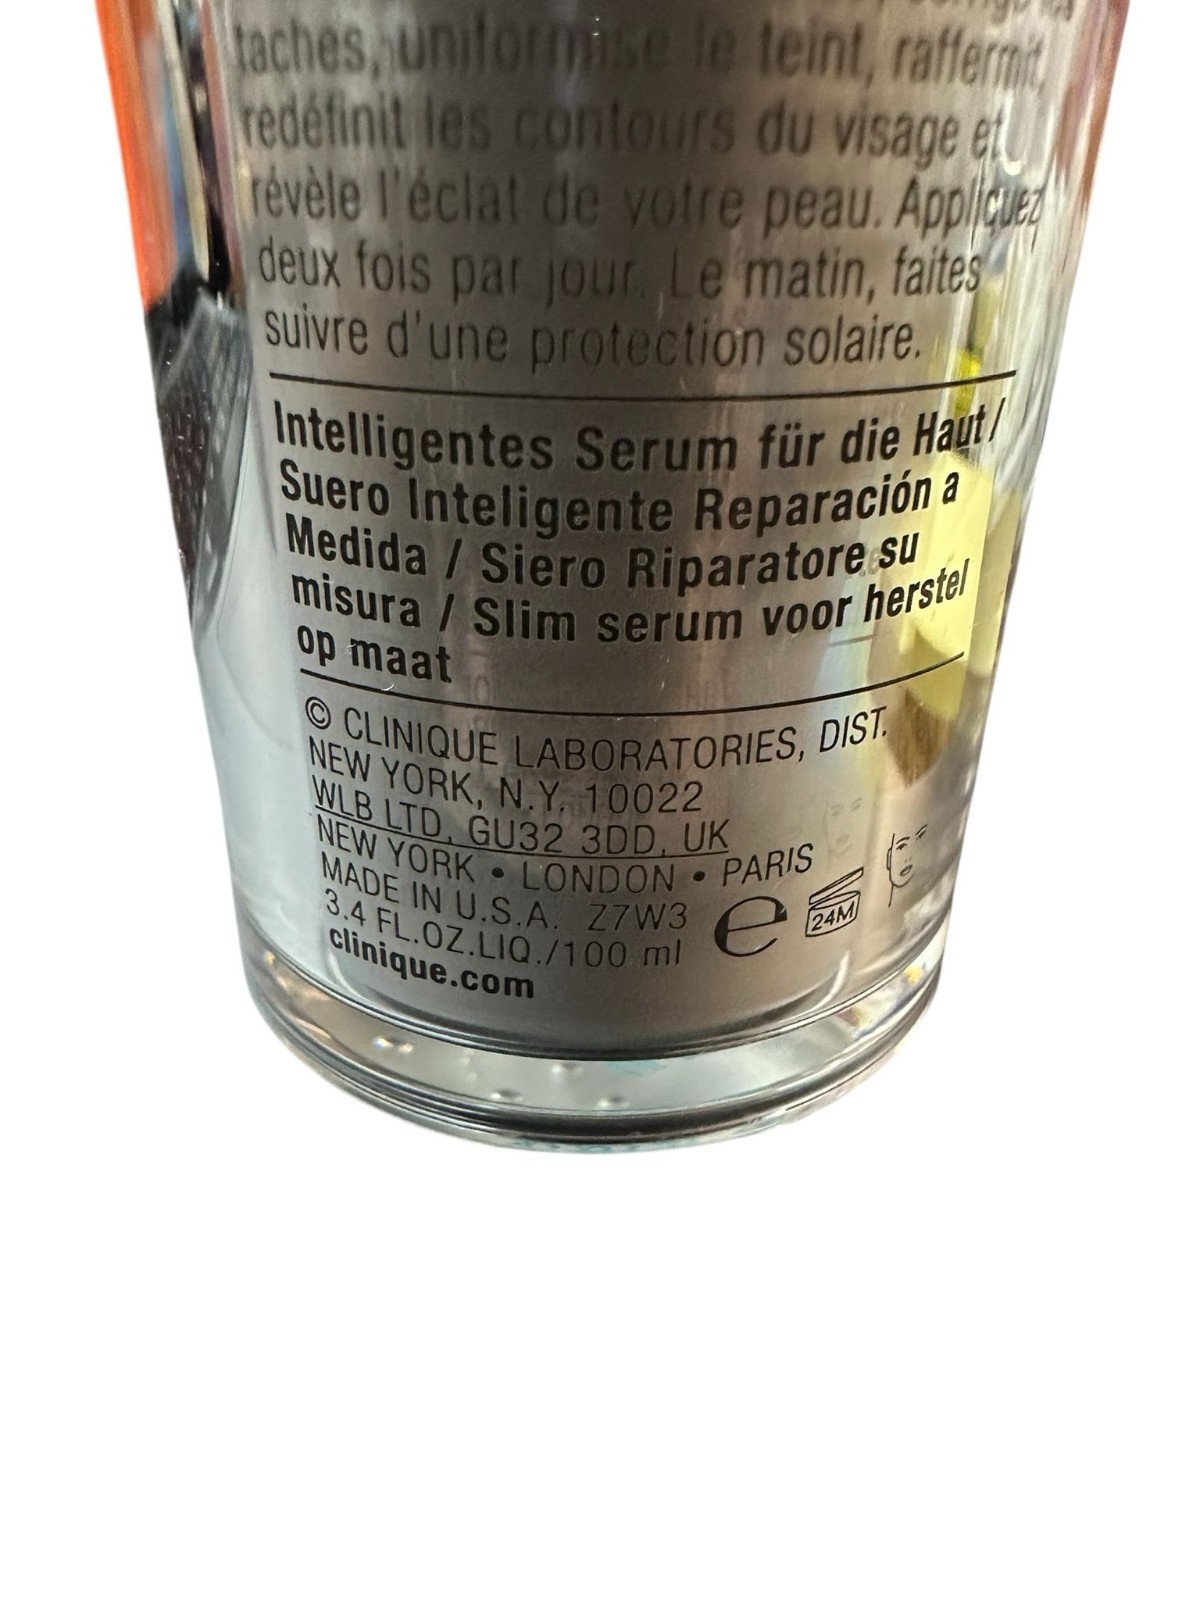 taches, uniformise le teint, raffermit,
redéfinit les contours du visage et
révèle l'éclat de votre peau. Appliquez
deux fois par jour. Le matin, faites
suivre d'une protection solaire.
Intelligentes Serum für die Haut /
Suero Inteligente Reparación a
Medida / Siero Riparatore su
misura / Slim serum voor herstel
op maat
© CLINIQUE LABORATORIES, DIST.
NEW YORK, N.Y. 10022
WLB LTD, GU32 3DD, UK
NEW YORK • LONDON • PARIS
MADE IN U.S.A. Z7W3
3.4 FL.OZ.LIQ./100 ml e 24M
clinique.com